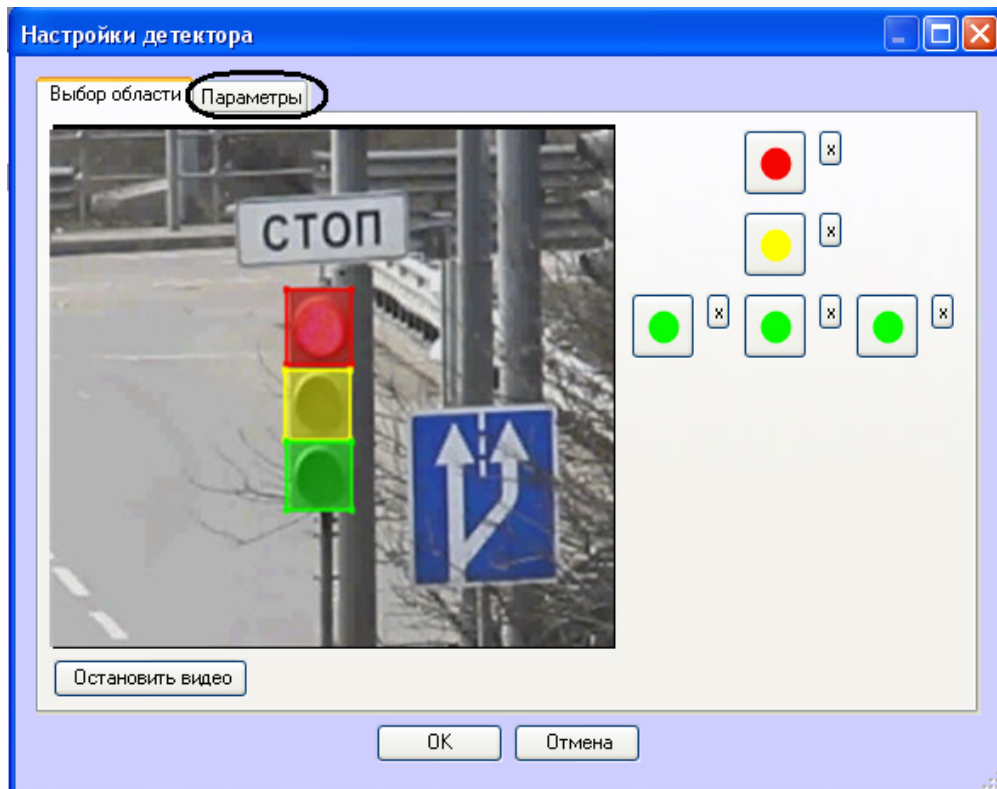 Настройки детектора
Выбор области Параметры
СТОП
x
x
x x x
Остановить видео
OK Отмена